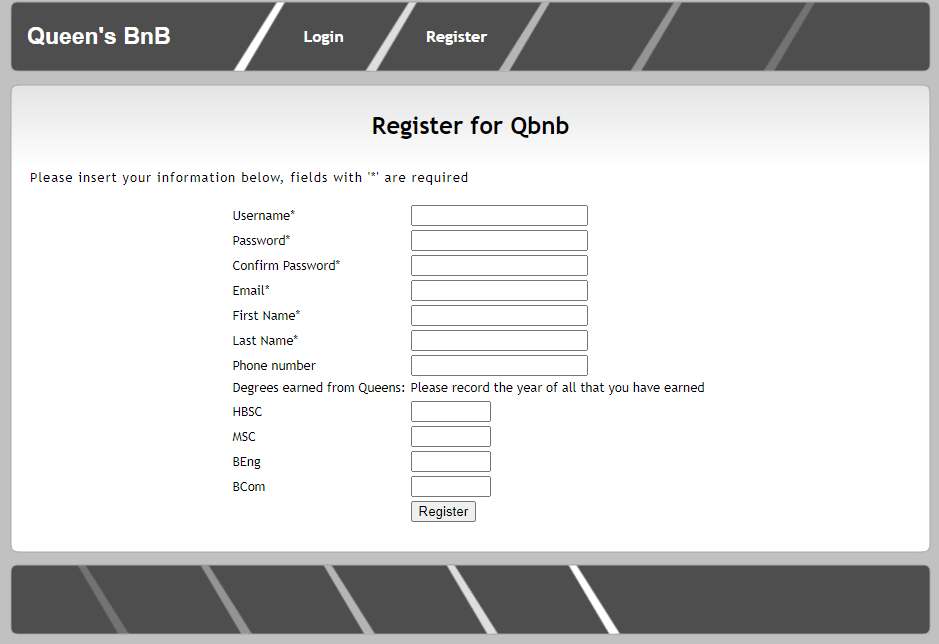 Queen's BnB
Login
Register
Register for Qbnb
Please insert your information below, fields with '*' are required
Username*
Password*
Confirm Password*
Email*
First Name*
Last Name*
Phone number
Degrees earned from Queens: Please record the year of all that you have earned
HBSC
MSC
BEng
BCom
Register